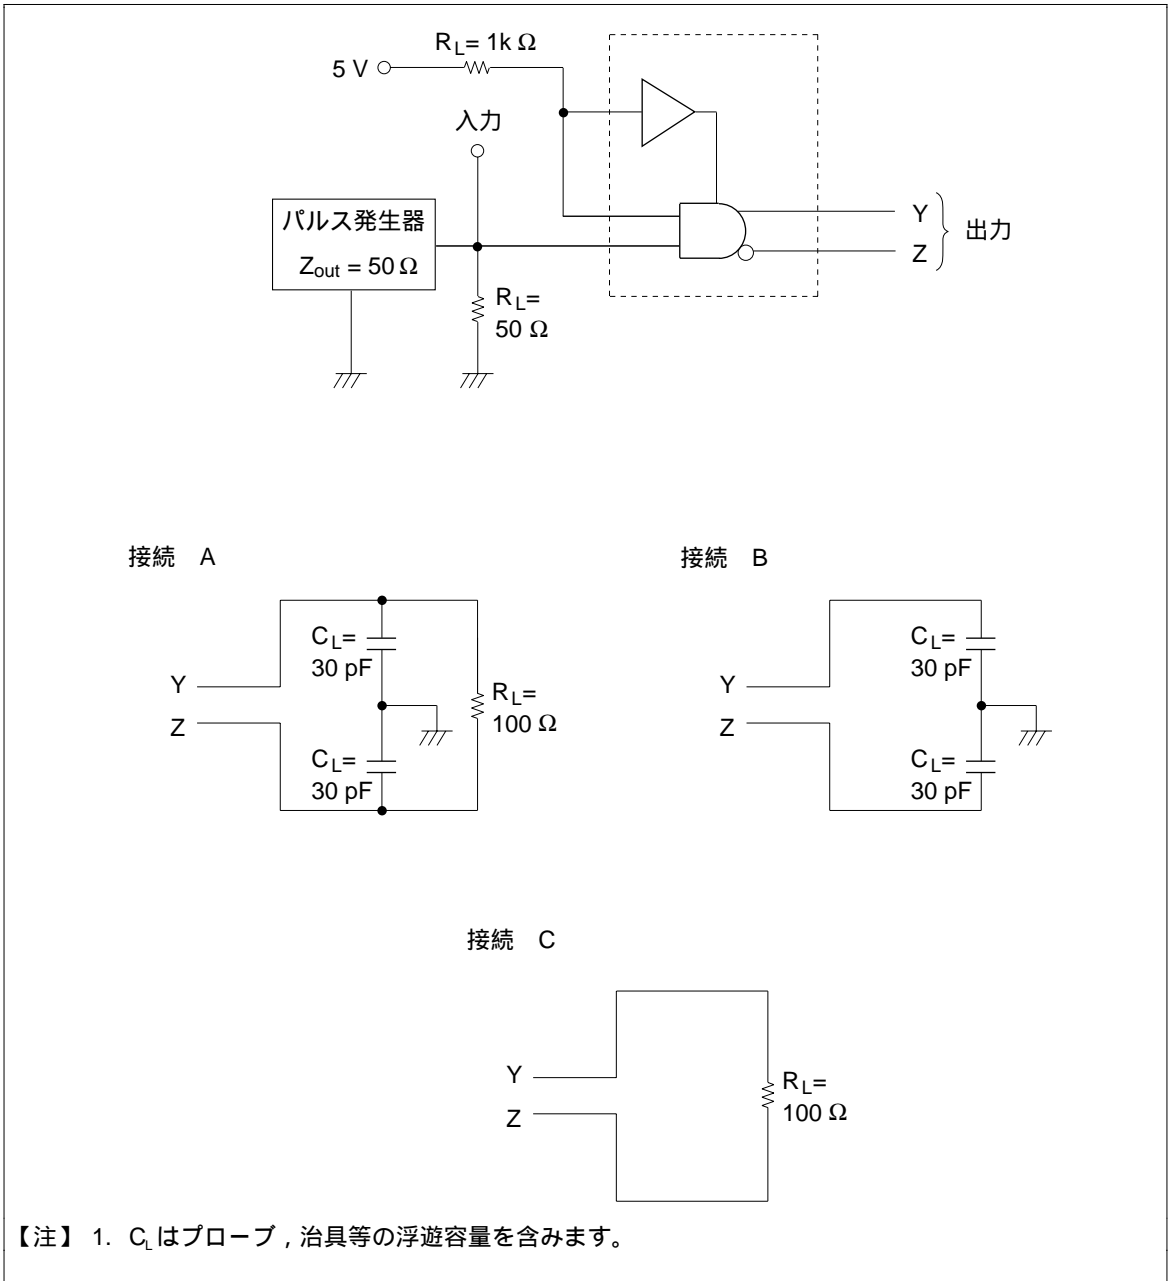 R_L= 1k Ω
5 V
入力
パルス発生器
Z_out = 50 Ω
R_L=
50 Ω
Y
Z
出力
接続 A
C_L=
30 pF
Y
Z
R_L=
100 Ω
C_L=
30 pF
接続 B
C_L=
30 pF
Y
Z
C_L=
30 pF
接続 C
Y
Z
R_L=
100 Ω
【注】 1. C_Lはプローブ，治具等の浮遊容量を含みます。